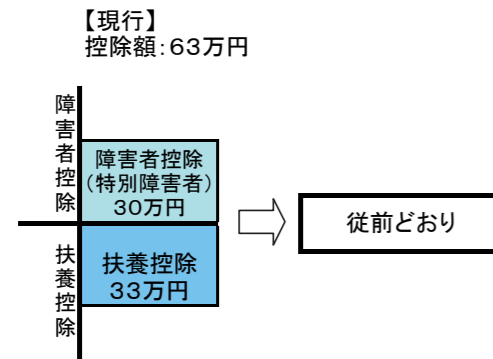 【現行】
控除額:63万円
障害者控除
障害者控除
(特別障害者)
30万円
従前どおり
扶養控除
扶養控除
33万円